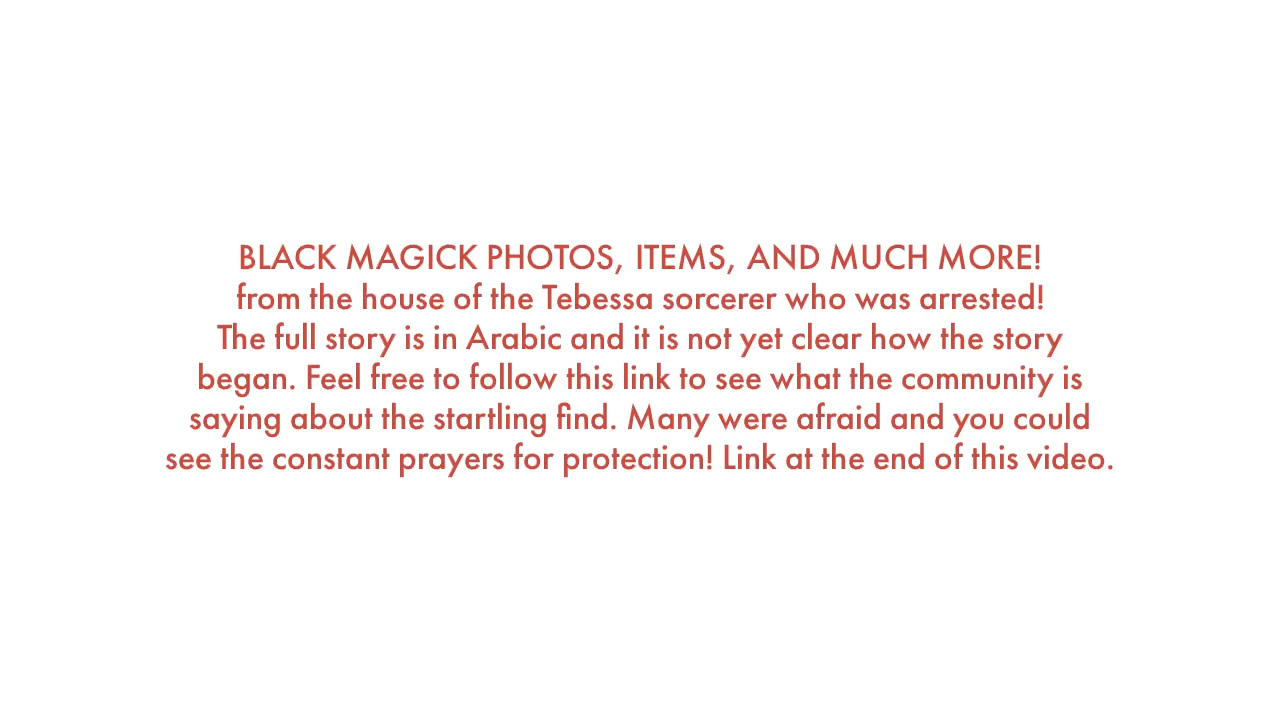 BLACK MAGICK PHOTOS, ITEMS, AND MUCH MORE!
from the house of the Tebessa sorcerer who was arrested!
The full story is in Arabic and it is not yet clear how the story
began. Feel free to follow this link to see what the community is
saying about the startling find. Many were afraid and you could
see the constant prayers for protection! Link at the end of this video.